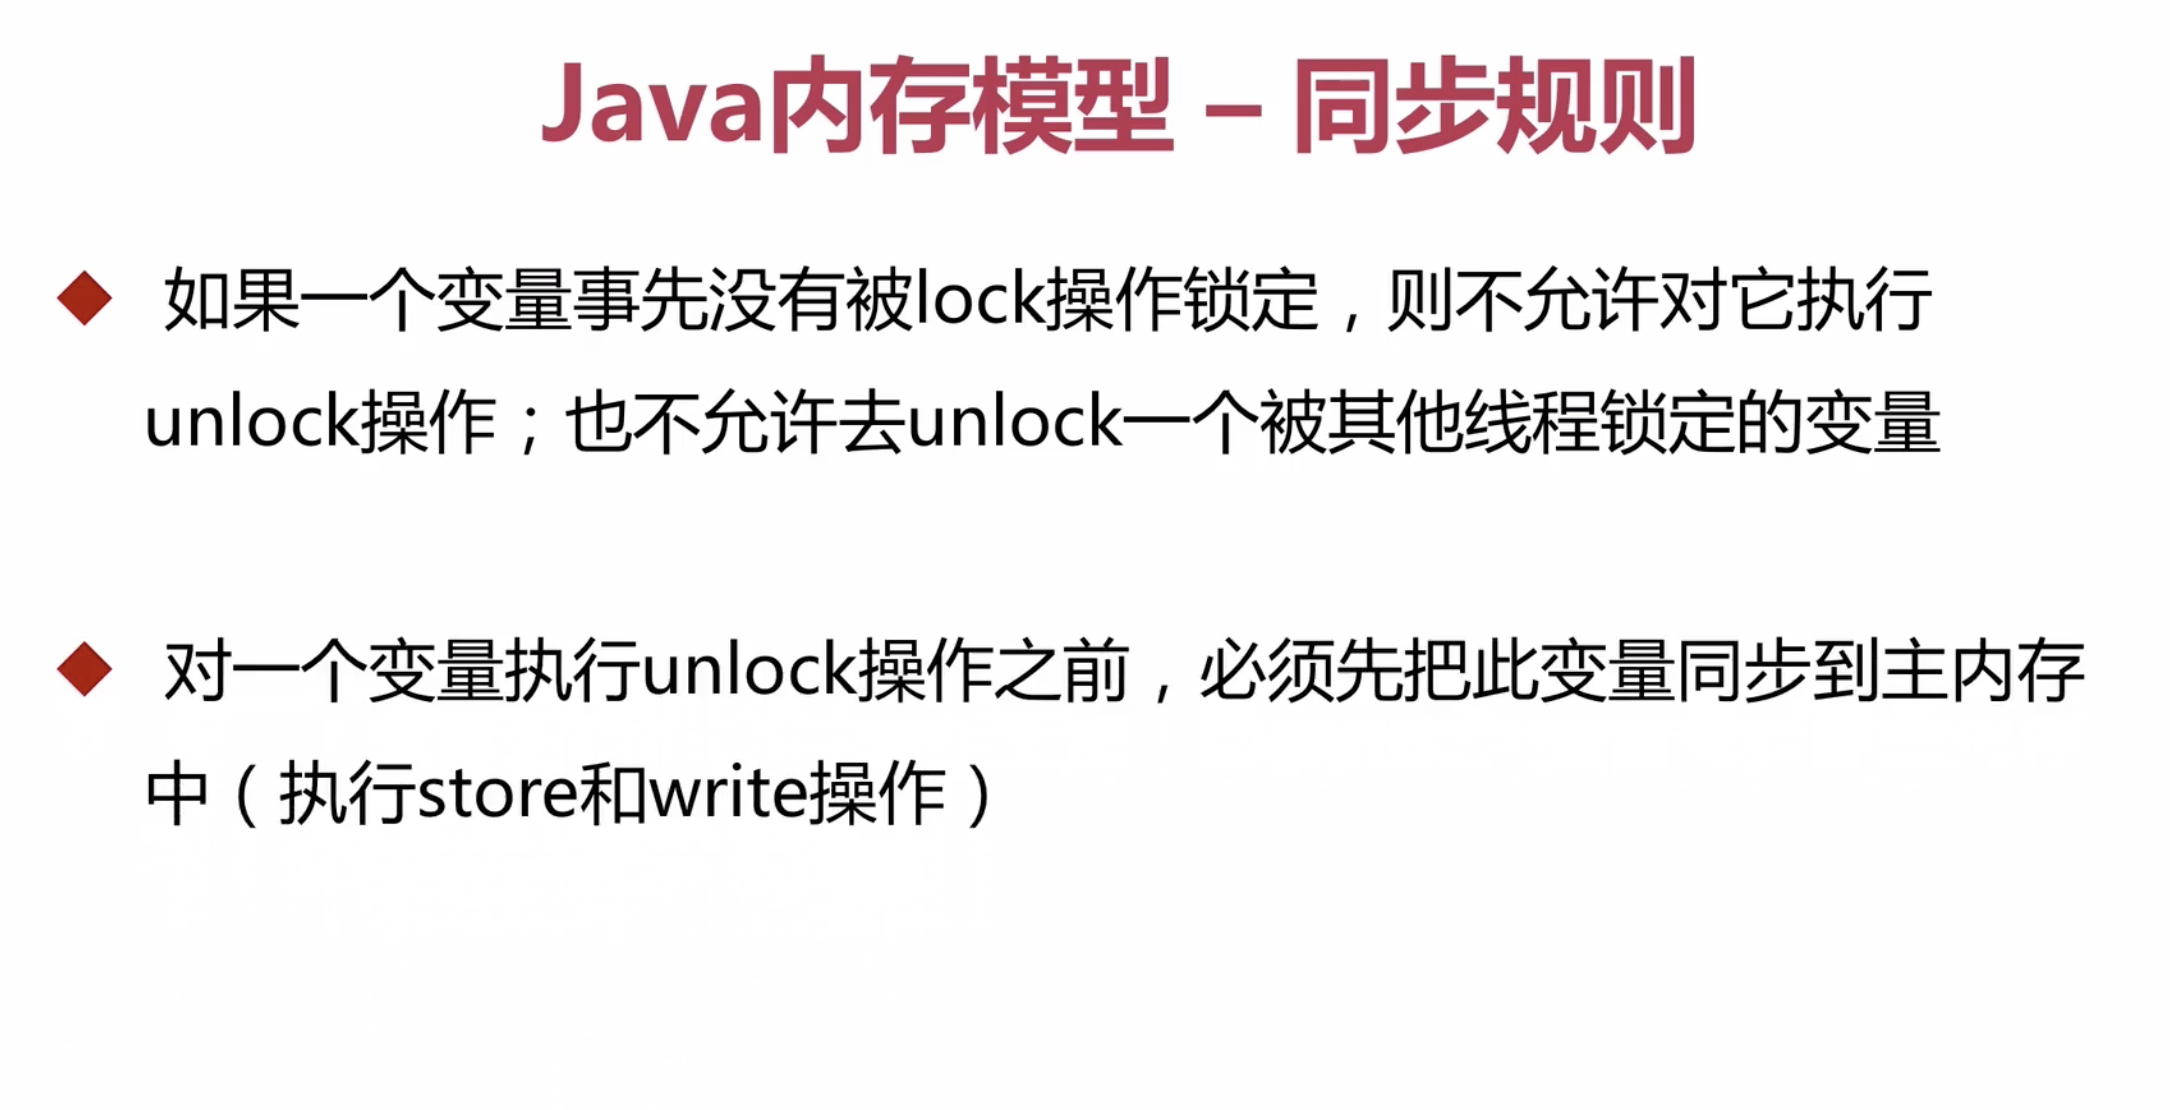 Java内存模型 – 同步规则
如果一个变量事先没有被lock操作锁定，则不允许对它执行
unlock操作；也不允许去unlock一个被其他线程锁定的变量
对一个变量执行unlock操作之前，必须先把此变量同步到主内存
中（执行store和write操作）